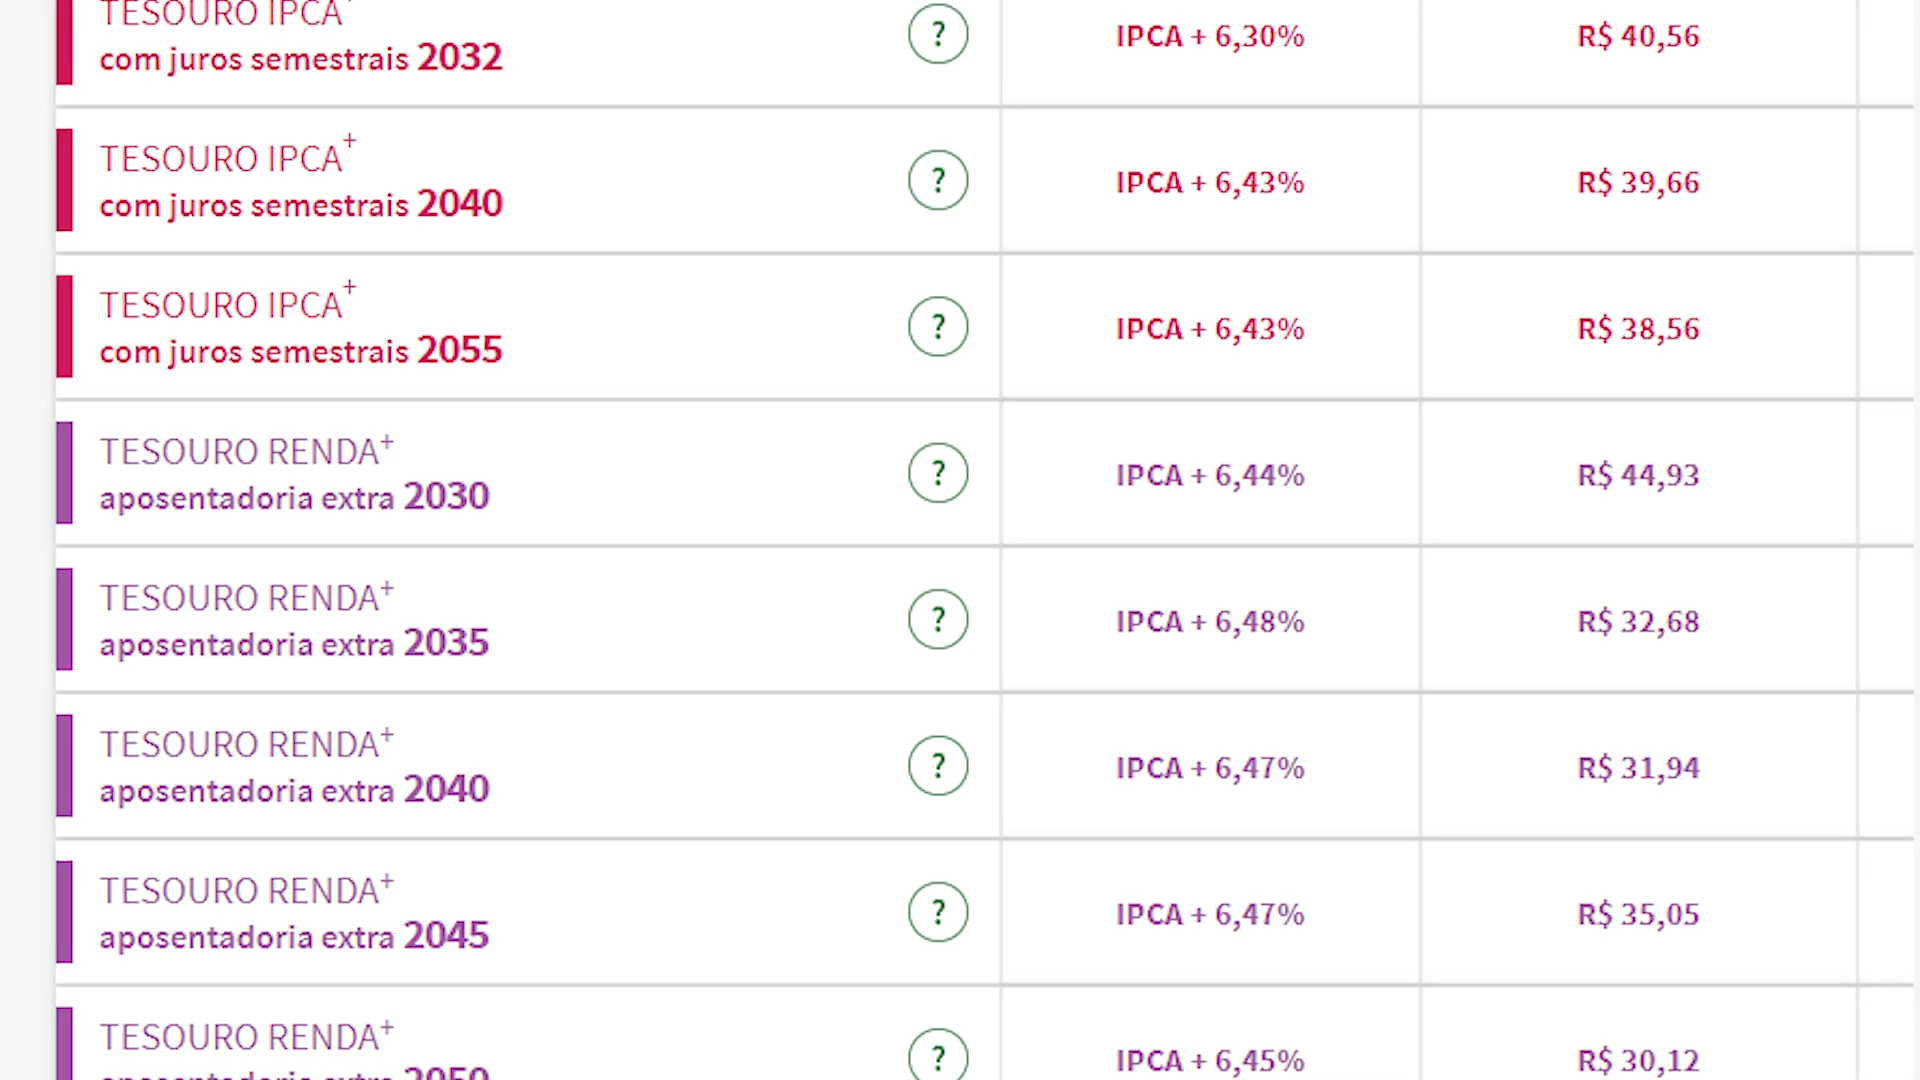 TESOURO IPCA+
com juros semestrais 2032
?
IPCA + 6,30%
R$ 40,56
TESOURO IPCA+
com juros semestrais 2040
?
IPCA + 6,43%
R$ 39,66
TESOURO IPCA+
com juros semestrais 2055
?
IPCA + 6,43%
R$ 38,56
TESOURO RENDA+
aposentadoria extra 2030
?
IPCA + 6,44%
R$ 44,93
TESOURO RENDA+
aposentadoria extra 2035
?
IPCA + 6,48%
R$ 32,68
TESOURO RENDA+
aposentadoria extra 2040
?
IPCA + 6,47%
R$ 31,94
TESOURO RENDA+
aposentadoria extra 2045
?
IPCA + 6,47%
R$ 35,05
TESOURO RENDA+
aposentadoria extra 2050
?
IPCA + 6,45%
R$ 30,12